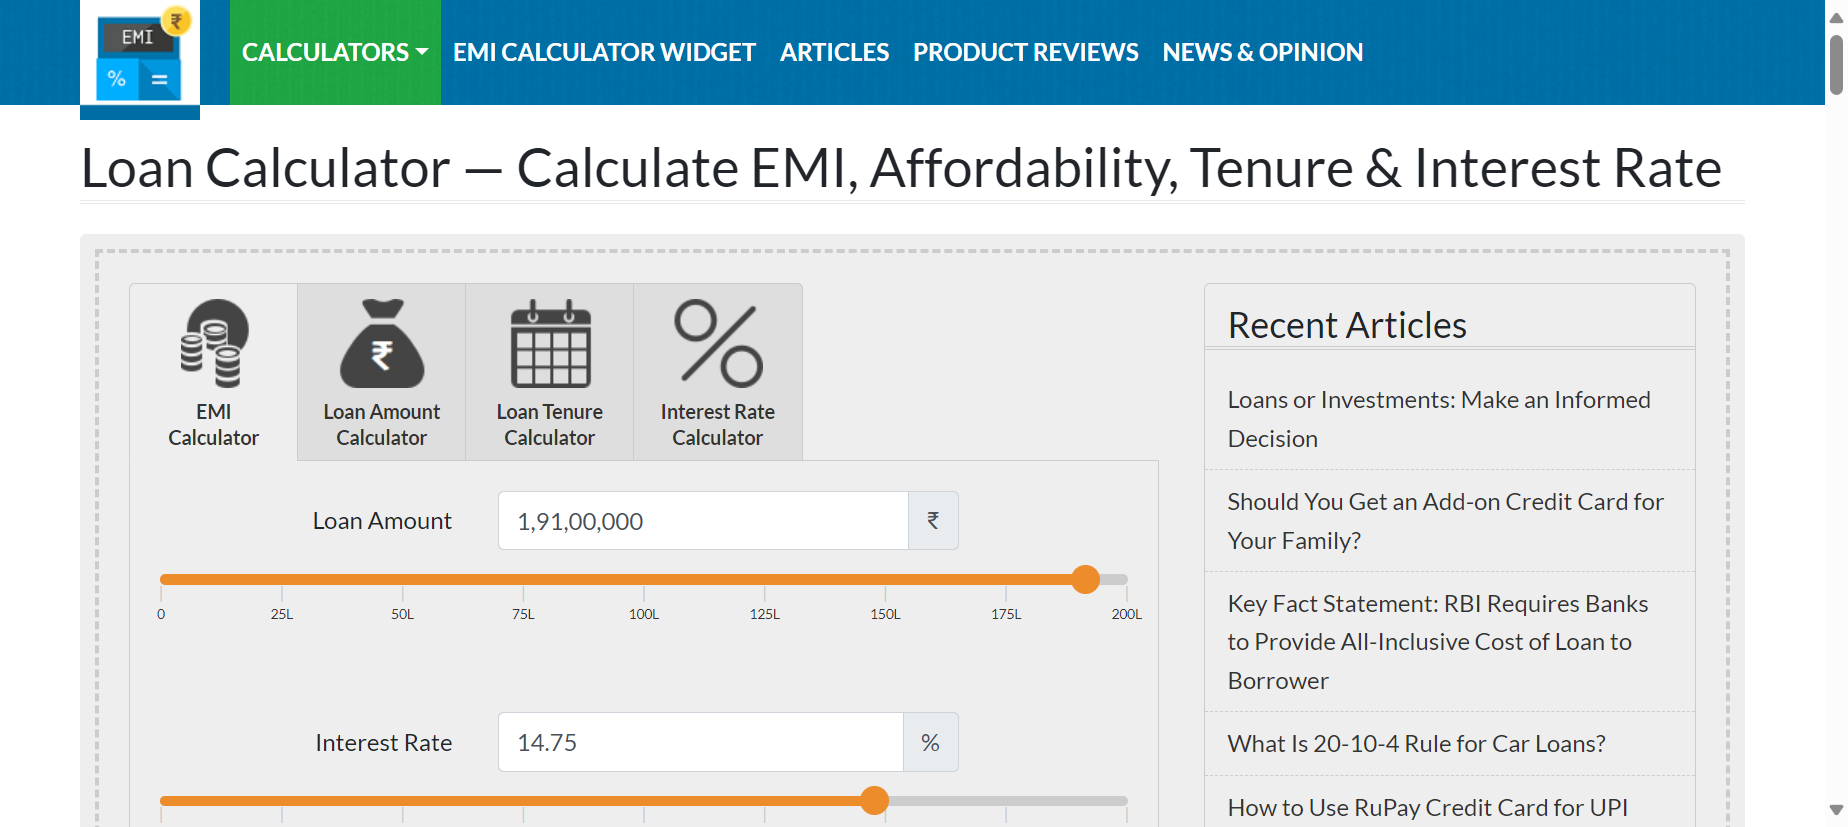 EMI
₹
%
=
CALCULATORS
EMI CALCULATOR WIDGET
ARTICLES
PRODUCT REVIEWS
NEWS & OPINION
Loan Calculator — Calculate EMI, Affordability, Tenure & Interest Rate
EMI
Calculator
₹
Loan Amount
Calculator
Loan Tenure
Calculator
Interest Rate
Calculator
Loan Amount
1,91,00,000
₹
0
25L
50L
75L
100L
125L
150L
175L
200L
Interest Rate
14.75
%
Recent Articles
Loans or Investments: Make an Informed
Decision
Should You Get an Add-on Credit Card for
Your Family?
Key Fact Statement: RBI Requires Banks
to Provide All-Inclusive Cost of Loan to
Borrower
What Is 20-10-4 Rule for Car Loans?
How to Use RuPay Credit Card for UPI